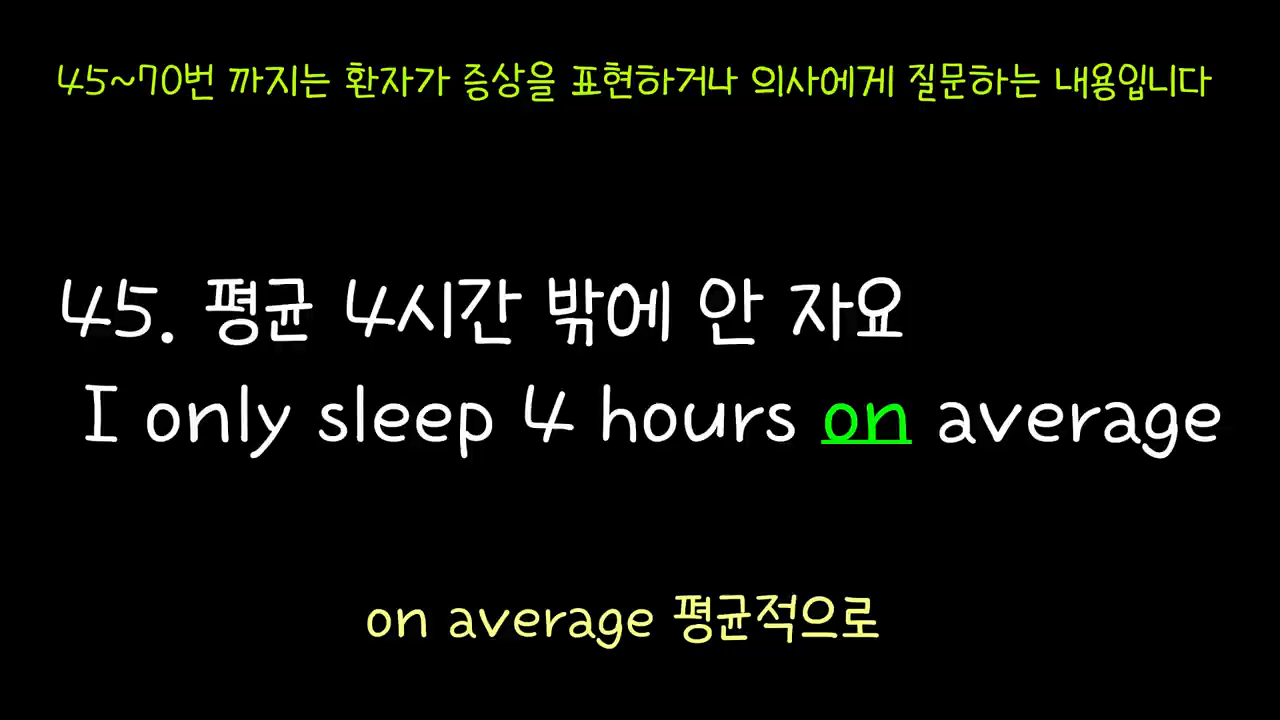 45~70번 까지는 환자가 증상을 표현하거나 의사에게 질문하는 내용입니다
45. 평균 4시간 밖에 안 자요
I only sleep 4 hours on average
on average 평균적으로